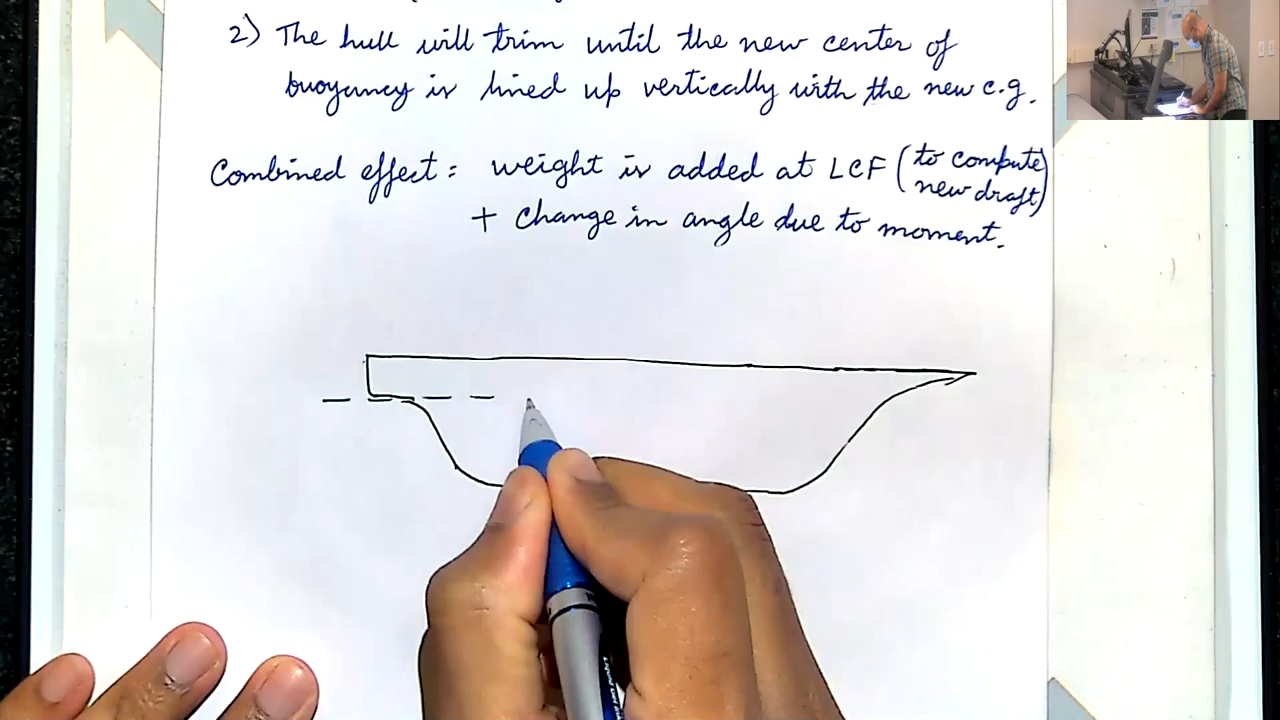 2) The hull will trim until the new center of
buoyancy is lined up vertically with the new c.g.
Combined effect: weight is added at LCF (to compute new draft)
+ change in angle due to moment.